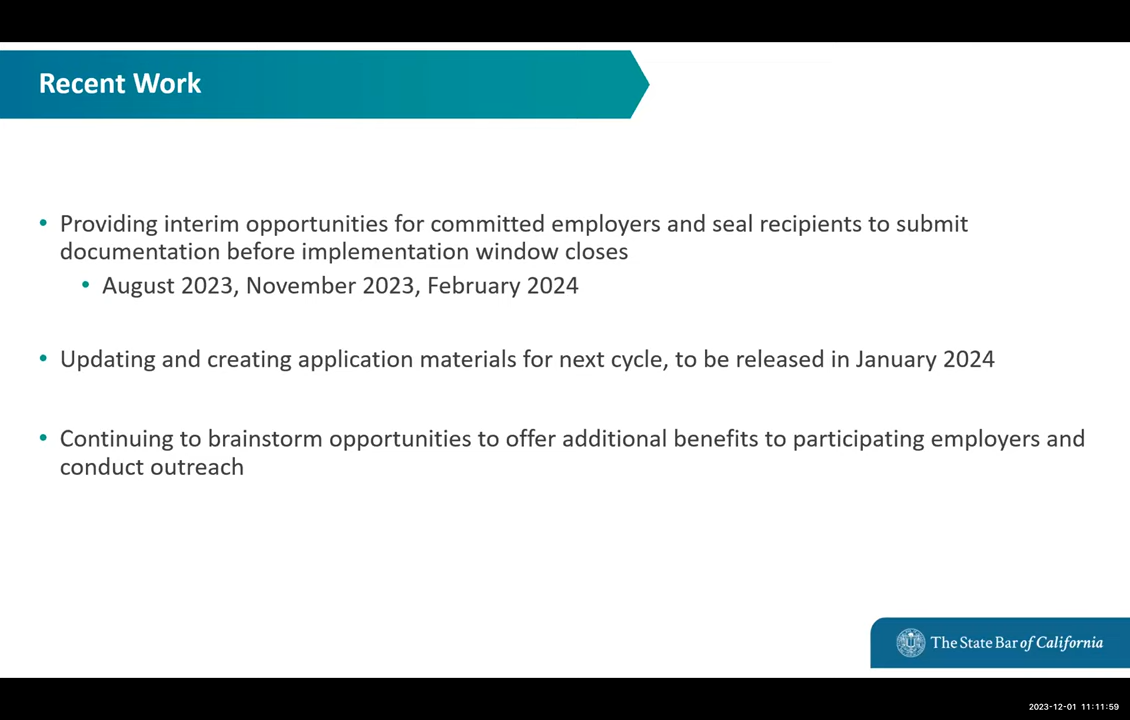 Recent Work
• Providing interim opportunities for committed employers and seal recipients to submit
documentation before implementation window closes
• August 2023, November 2023, February 2024
• Updating and creating application materials for next cycle, to be released in January 2024
• Continuing to brainstorm opportunities to offer additional benefits to participating employers and
conduct outreach
The State Bar of California
2023-12-01 11:11:59